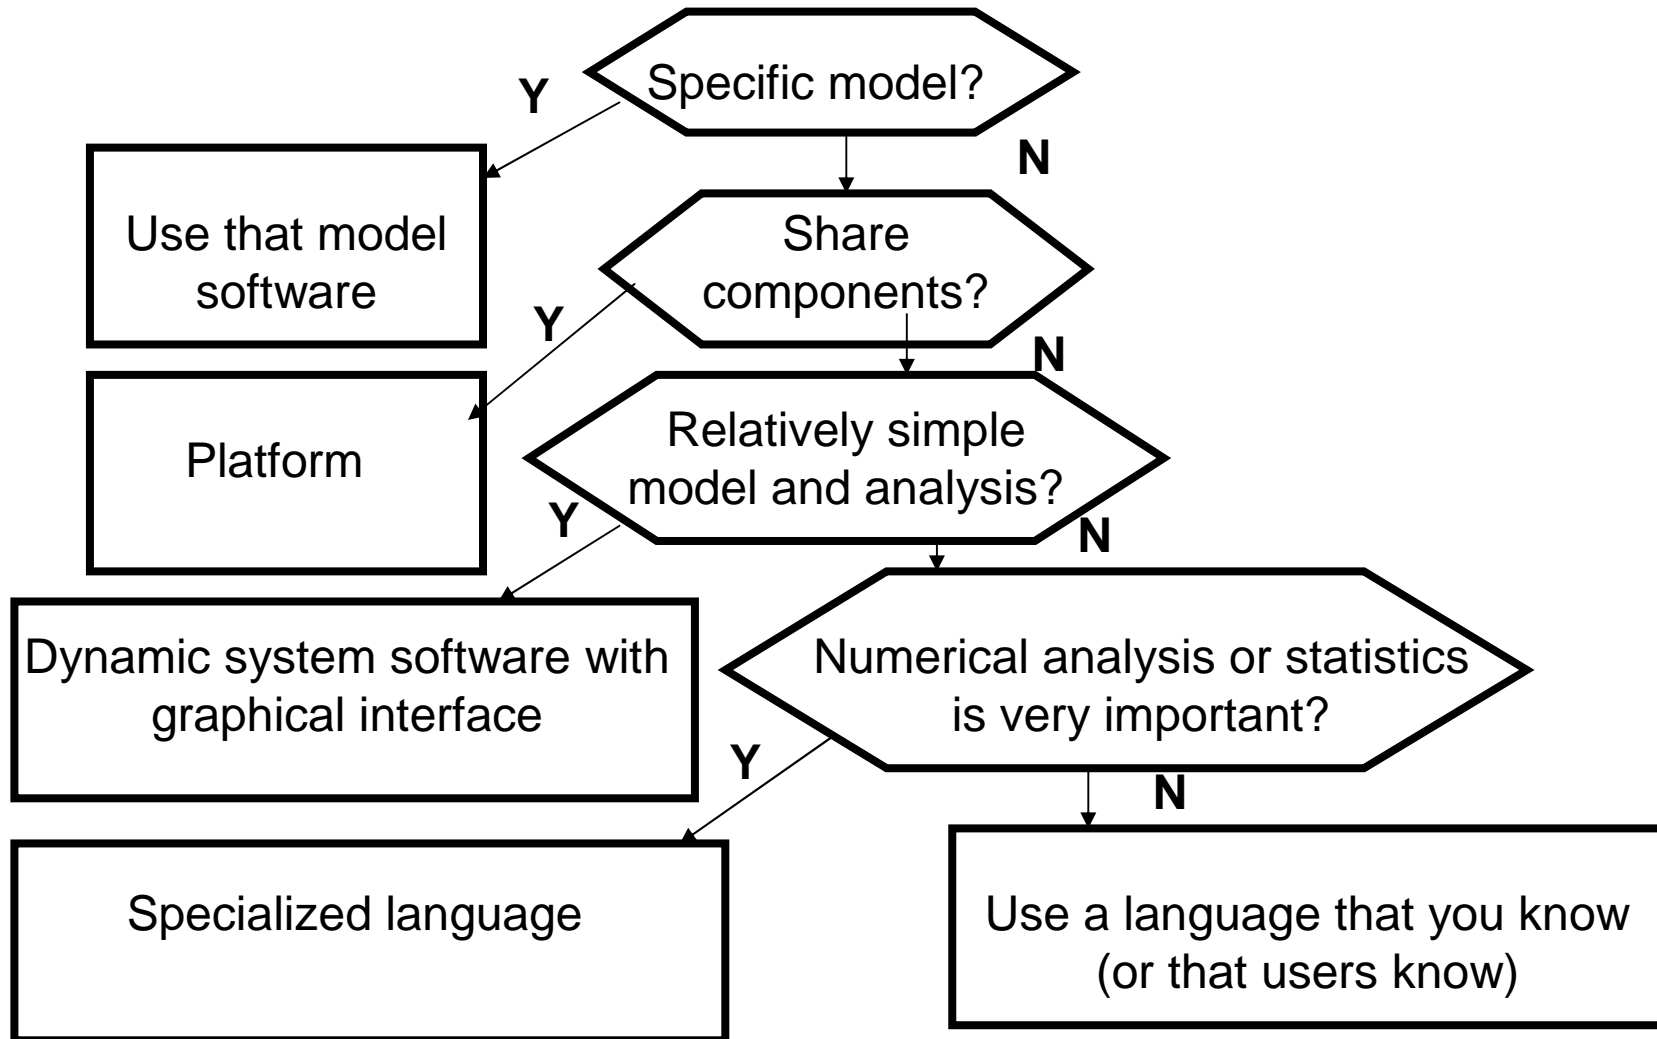 Specific model?
Y
N
Use that model
software
Share
components?
Y
N
Platform
Relatively simple
model and analysis?
Y
N
Dynamic system software with
graphical interface
Numerical analysis or statistics
is very important?
Y
N
Specialized language
Use a language that you know
(or that users know)